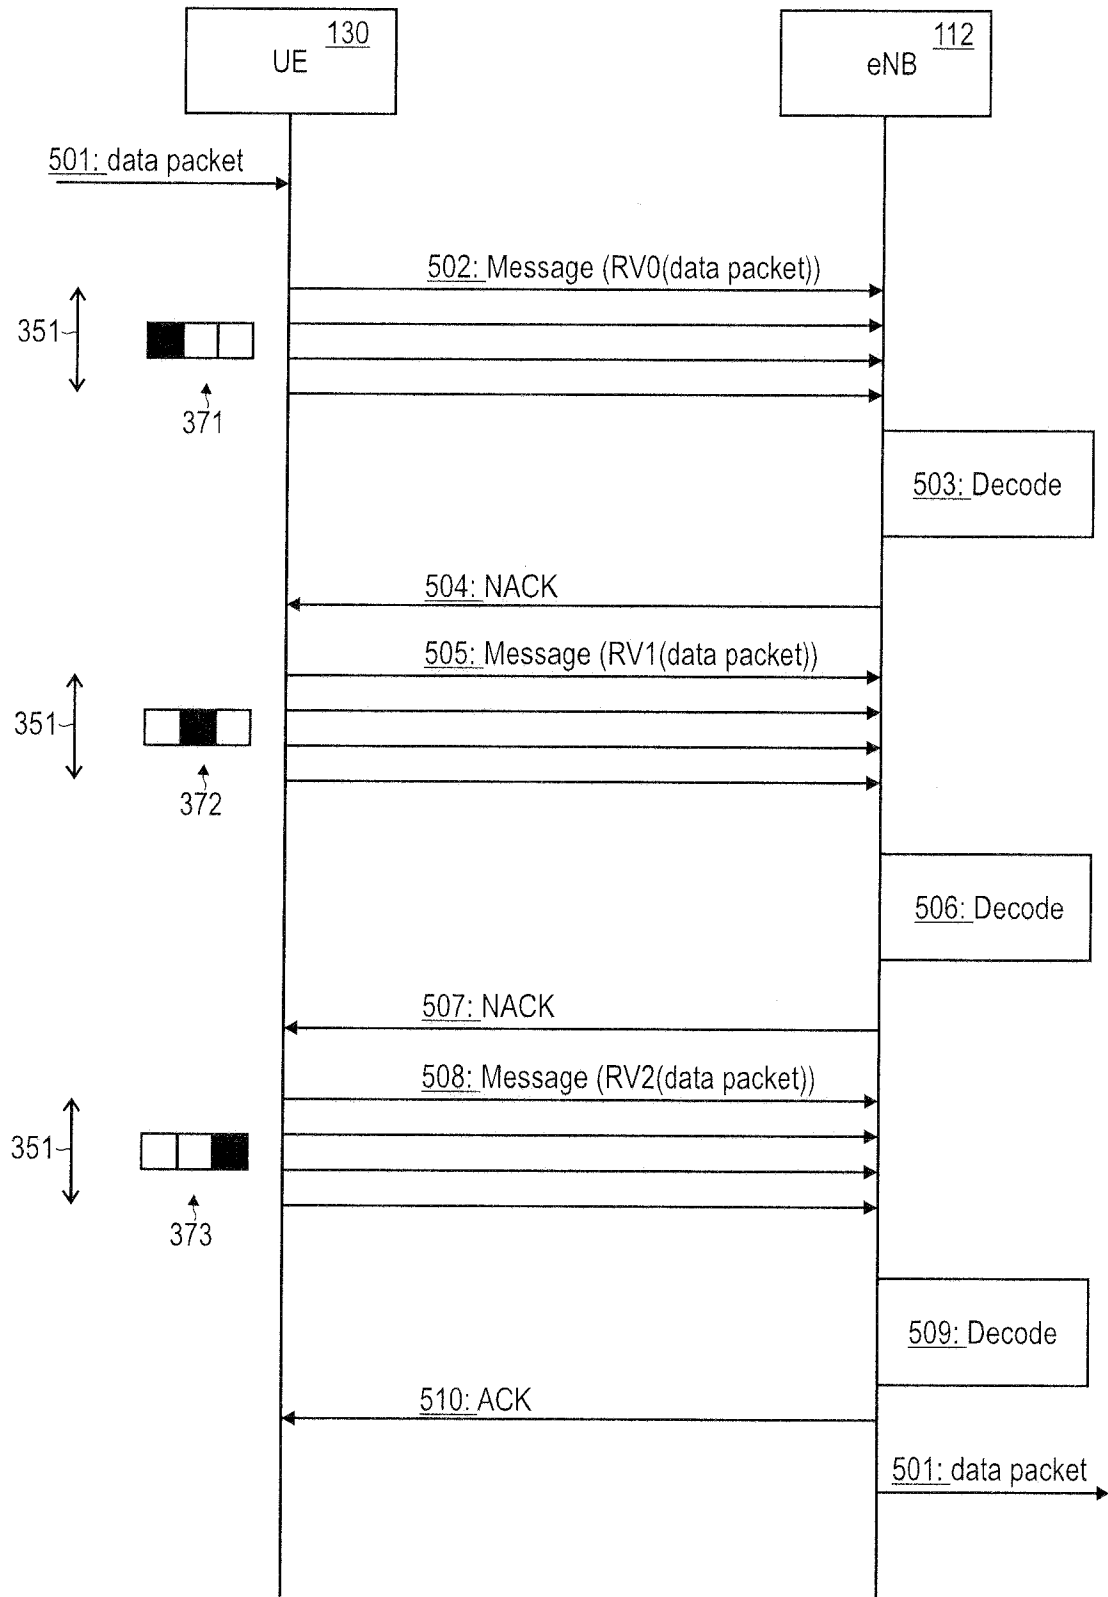 130
UE
112
eNB
501: data packet
502: Message (RV0(data packet))
351
371
503: Decode
504: NACK
505: Message (RV1(data packet))
351
372
506: Decode
507: NACK
508: Message (RV2(data packet))
351
373
509: Decode
510: ACK
501: data packet